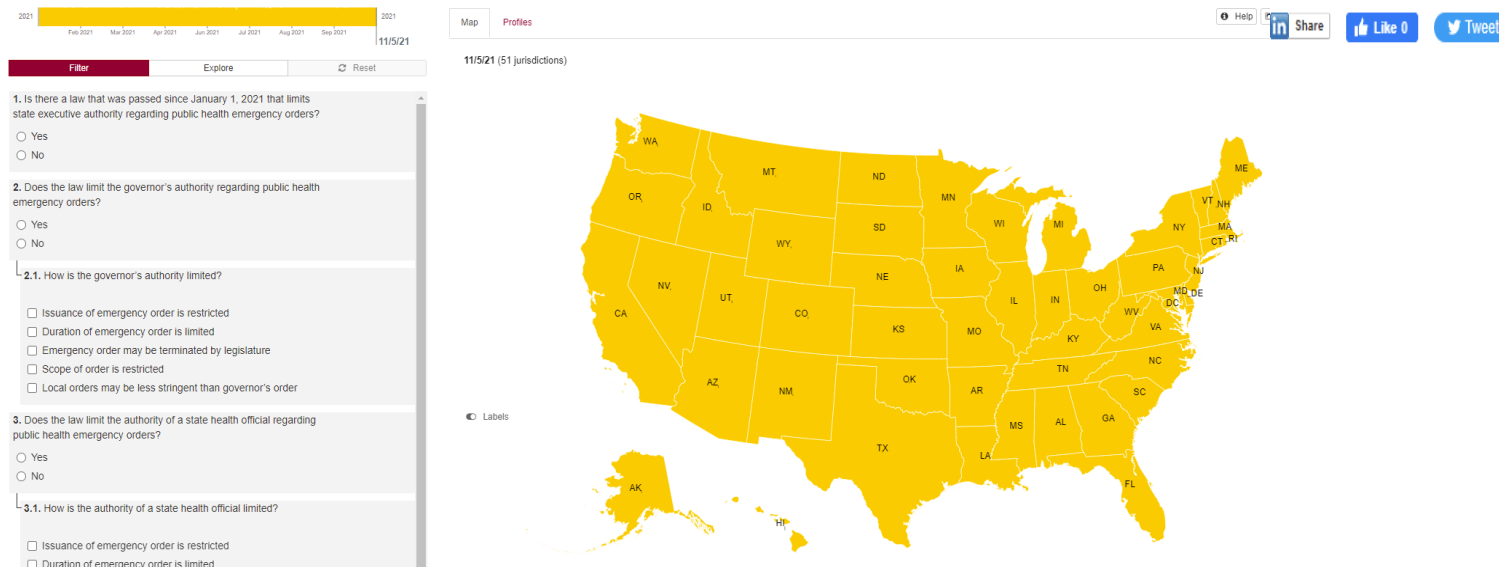 2021
2021
Feb 2021 Mar 2021 Apr 2021 Jun 2021 Jul 2021 Aug 2021 Sep 2021
11/5/21
Filter Explore Reset
1. Is there a law that was passed since January 1, 2021 that limits
state executive authority regarding public health emergency orders?
Yes
No
2. Does the law limit the governor's authority regarding public health
emergency orders?
Yes
No
2.1. How is the governor's authority limited?
Issuance of emergency order is restricted
Duration of emergency order is limited
Emergency order may be terminated by legislature
Scope of order is restricted
Local orders may be less stringent than governor's order
3. Does the law limit the authority of a state health official regarding
public health emergency orders?
Yes
No
3.1. How is the authority of a state health official limited?
Issuance of emergency order is restricted
Duration of emergency order is limited
Map Profiles
Help
in Share
Like 0
Tweet
11/5/21 (51 jurisdictions)
WA
MT
ND
MN
ME
OR
ID
SD
WI
MI
VT
NH
WY
NY
MA
CT
RI
IA
NE
PA
NJ
NV
UT
IL
IN
OH
MD
DE
DC
CA
CO
KS
MO
WV
VA
KY
NC
TN
AZ
NM
OK
AR
SC
MS
AL
GA
Labels
TX
LA
FL
AK
HI